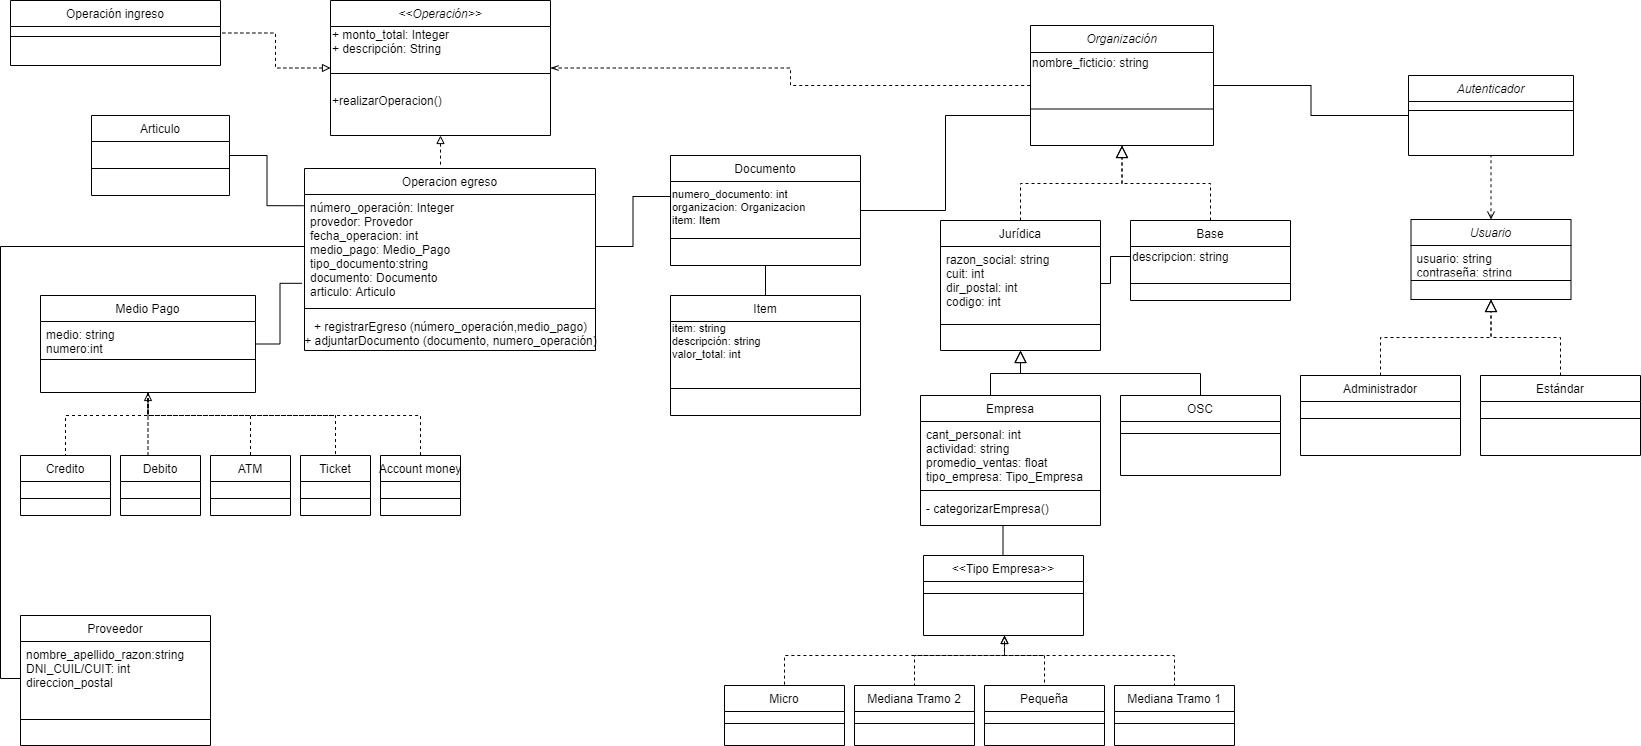 Operación ingreso
<<Operación>>
+ monto_total: Integer
+ descripción: String
+realizarOperacion()
Organización
nombre_ficticio: string
Autenticador
Articulo
Operacion egreso
número_operación: Integer
provedor: Provedor
fecha_operacion: int
medio_pago: Medio_Pago
tipo_documento:string
documento: Documento
articulo: Articulo
+ registrarEgreso (número_operación,medio_pago)
+ adjuntarDocumento (documento, numero_operación)
Documento
numero_documento: int
organizacion: Organizacion
item: Item
Jurídica
razon_social: string
cuit: int
dir_postal: int
codigo: int
Base
descripcion: string
Usuario
usuario: string
contraseña: string
Medio Pago
medio: string
numero:int
Item
item: string
descripción: string
valor_total: int
Empresa
cant_personal: int
actividad: string
promedio_ventas: float
tipo_empresa: Tipo_Empresa
- categorizarEmpresa()
OSC
Administrador
Estándar
Credito
Debito
ATM
Ticket
Account money
<<Tipo Empresa>>
Proveedor
nombre_apellido_razon:string
DNI_CUIL/CUIT: int
direccion_postal
Micro
Mediana Tramo 2
Pequeña
Mediana Tramo 1